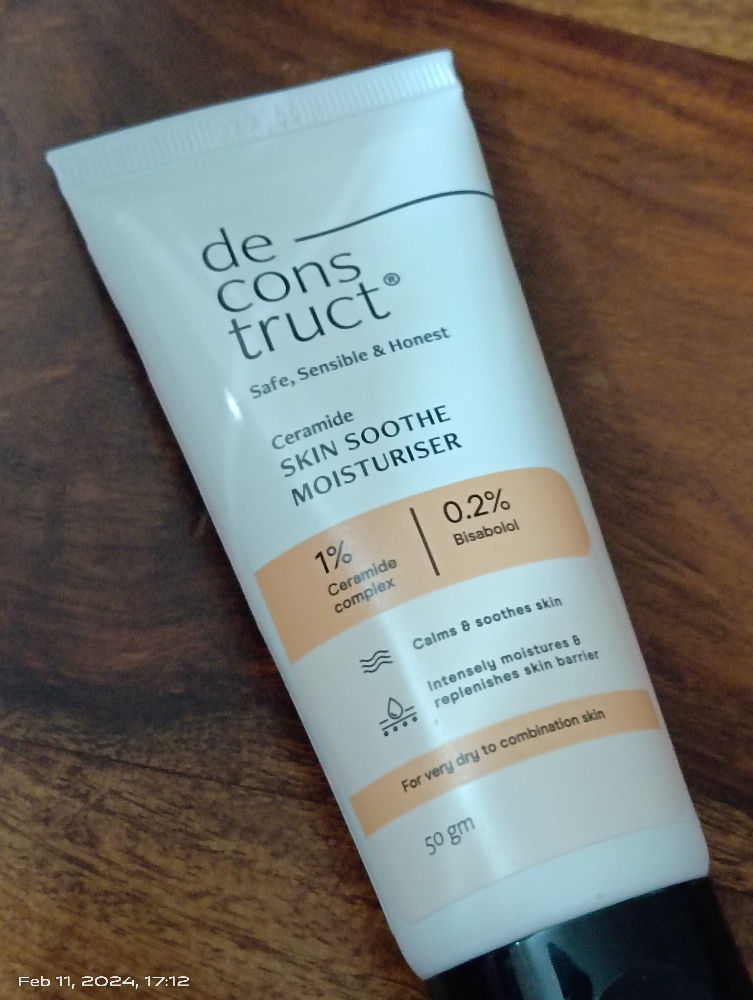 de
cons
truct®
Safe, Sensible & Honest
Ceramide
SKIN SOOTHE
MOISTURISER
1%
Ceramide
complex
0.2%
Bisabolol
Calms & soothes skin
Intensely moistures &
replenishes skin barrier
For very dry to combination skin
50 gm
Feb 11, 2024, 17:12